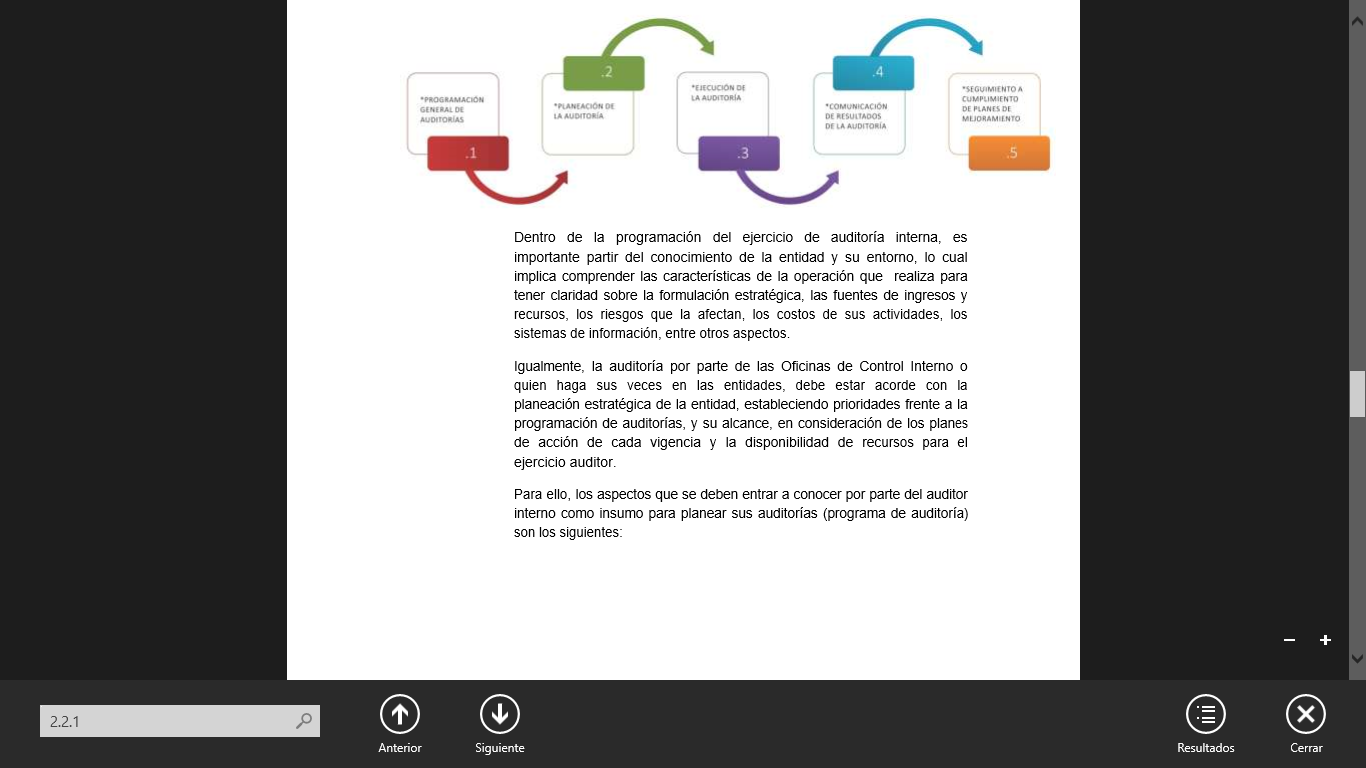 *PROGRAMACIÓN
GENERAL DE
AUDITORÍAS
.1
.2
*PLANEACIÓN DE
LA AUDITORÍA
*EJECUCIÓN DE
LA AUDITORÍA
.3
.4
*COMUNICACIÓN
DE RESULTADOS
DE LA AUDITORÍA
*SEGUIMIENTO A
CUMPLIMIENTO
DE PLANES DE
MEJORAMIENTO
.5
Dentro de la programación del ejercicio de auditoría interna, es
importante partir del conocimiento de la entidad y su entorno, lo cual
implica comprender las características de la operación que realiza para
tener claridad sobre la formulación estratégica, las fuentes de ingresos y
recursos, los riesgos que la afectan, los costos de sus actividades, los
sistemas de información, entre otros aspectos.
Igualmente, la auditoría por parte de las Oficinas de Control Interno o
quien haga sus veces en las entidades, debe estar acorde con la
planeación estratégica de la entidad, estableciendo prioridades frente a la
programación de auditorías, y su alcance, en consideración de los planes
de acción de cada vigencia y la disponibilidad de recursos para el
ejercicio auditor.
Para ello, los aspectos que se deben entrar a conocer por parte del auditor
interno como insumo para planear sus auditorías (programa de auditoría)
son los siguientes:
2.2.1
Anterior
Siguiente
Resultados
Cerrar